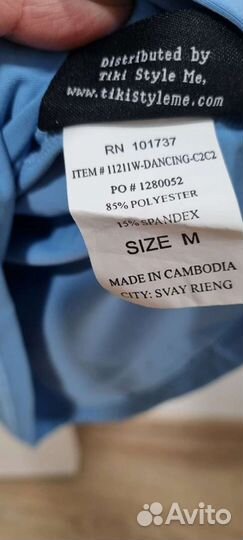 Distributed by
Tiki Style Me,
www.tikistyleme.com
RN 101737
ITEM # 11211W-DANCING-C2C2
PO # 1280052
85% POLYESTER
15% SPANDEX
SIZE M
MADE IN CAMBODIA
CITY: SVAY RIENG
Avito